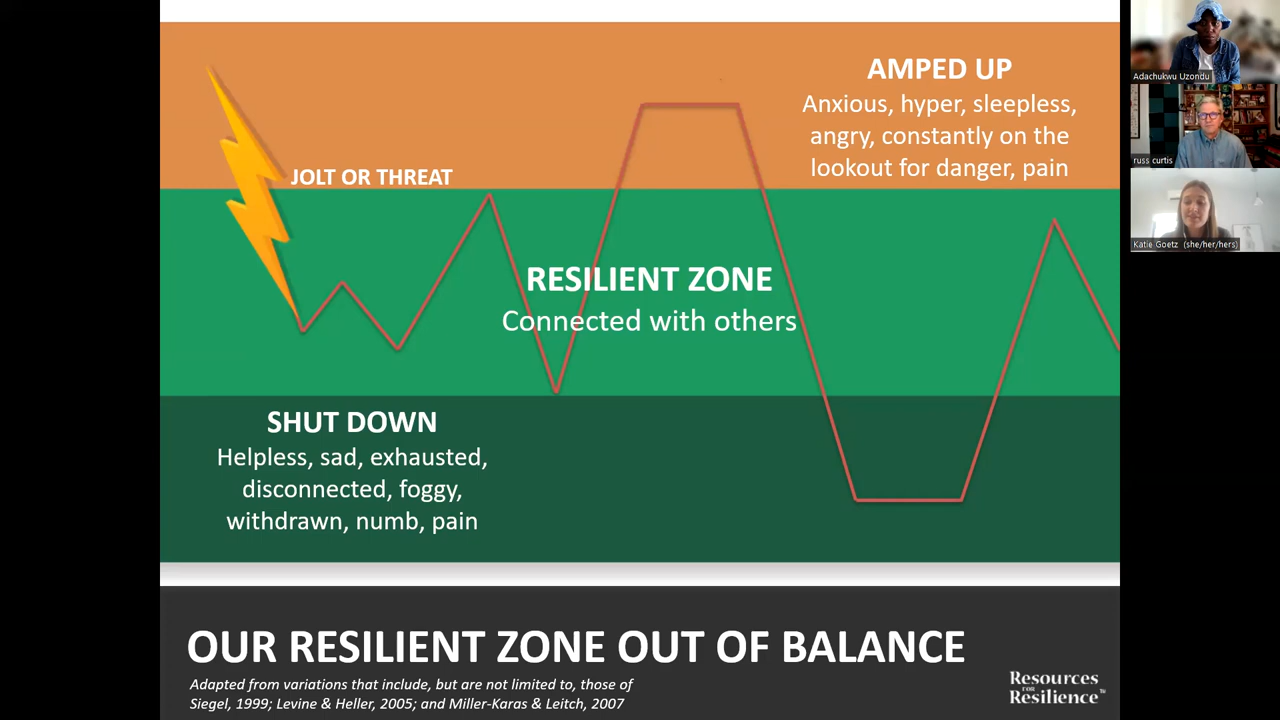 AMPED UP
Anxious, hyper, sleepless,
angry, constantly on the
lookout for danger, pain
JOLT OR THREAT
RESILIENT ZONE
Connected with others
SHUT DOWN
Helpless, sad, exhausted,
disconnected, foggy,
withdrawn, numb, pain
OUR RESILIENT ZONE OUT OF BALANCE
Adapted from variations that include, but are not limited to, those of
Siegel, 1999; Levine & Heller, 2005; and Miller-Karas & Leitch, 2007
Resources
FOR
Resilience™
Adachukwu Uzondu
russ curtis
Katie Goetz (she/her/hers)